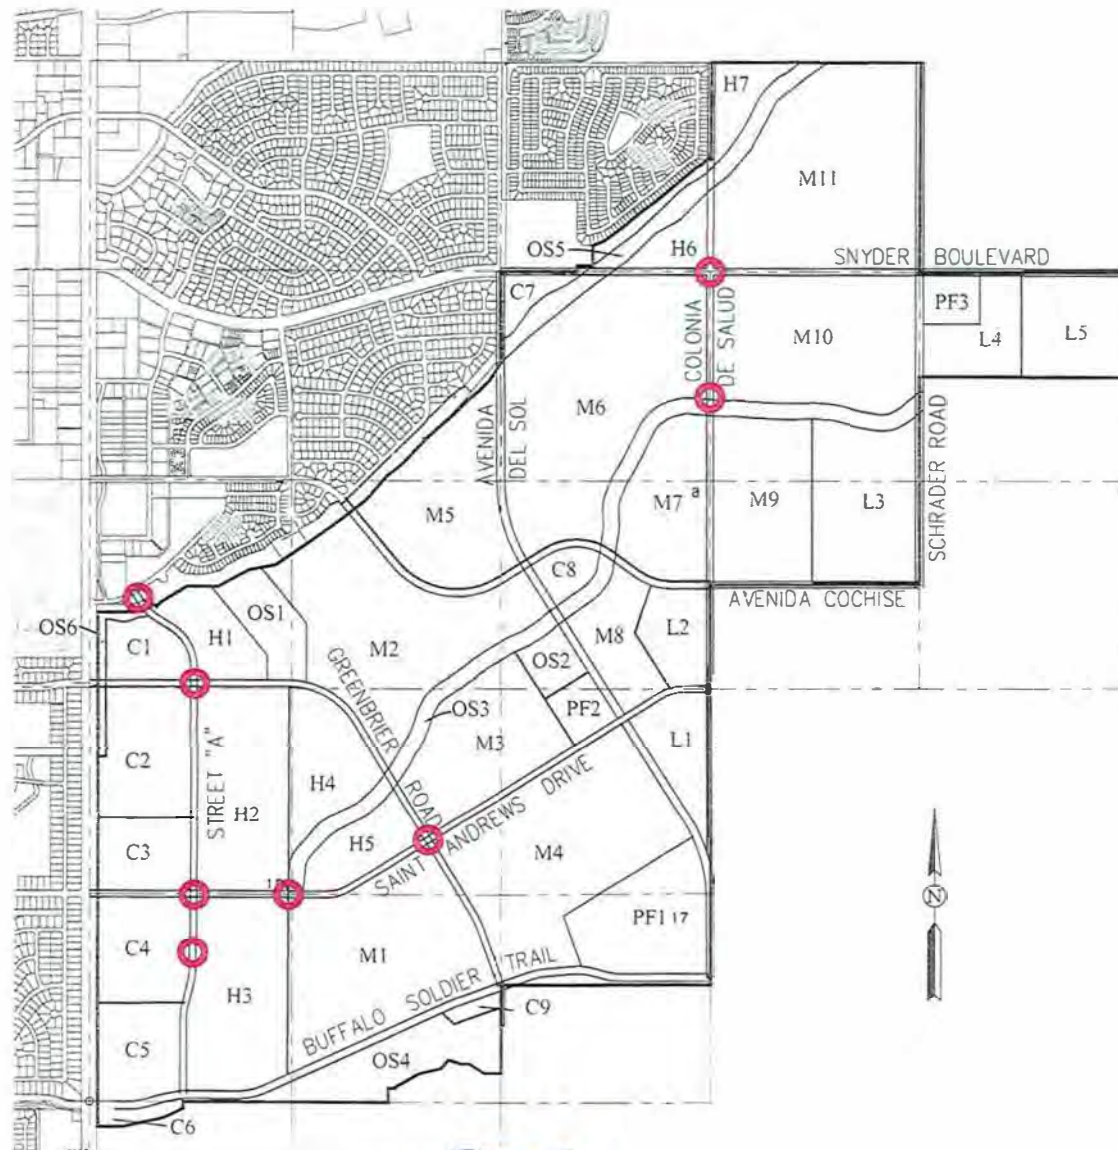 H7
M11
OS5
H6
SNYDER BOULEVARD
C7
PF3
L4
L5
COLONIA
DE SALUD
M10
M6
AVENIDA
DEL SOL
SCHRADER ROAD
M5
M7 a
M9
L3
C8
AVENIDA COCHISE
OS6
C1
H1
OS1
M2
M8
L2
OS2
PF2
GREENBRIER ROAD
OS3
M3
L1
C2
STREET "A"
H2
H4
C3
H5
SAINT ANDREWS DRIVE
M4
N
PF1 17
C4
M1
H3
BUFFALO SOLDIER TRAIL
C9
C5
OS4
C6